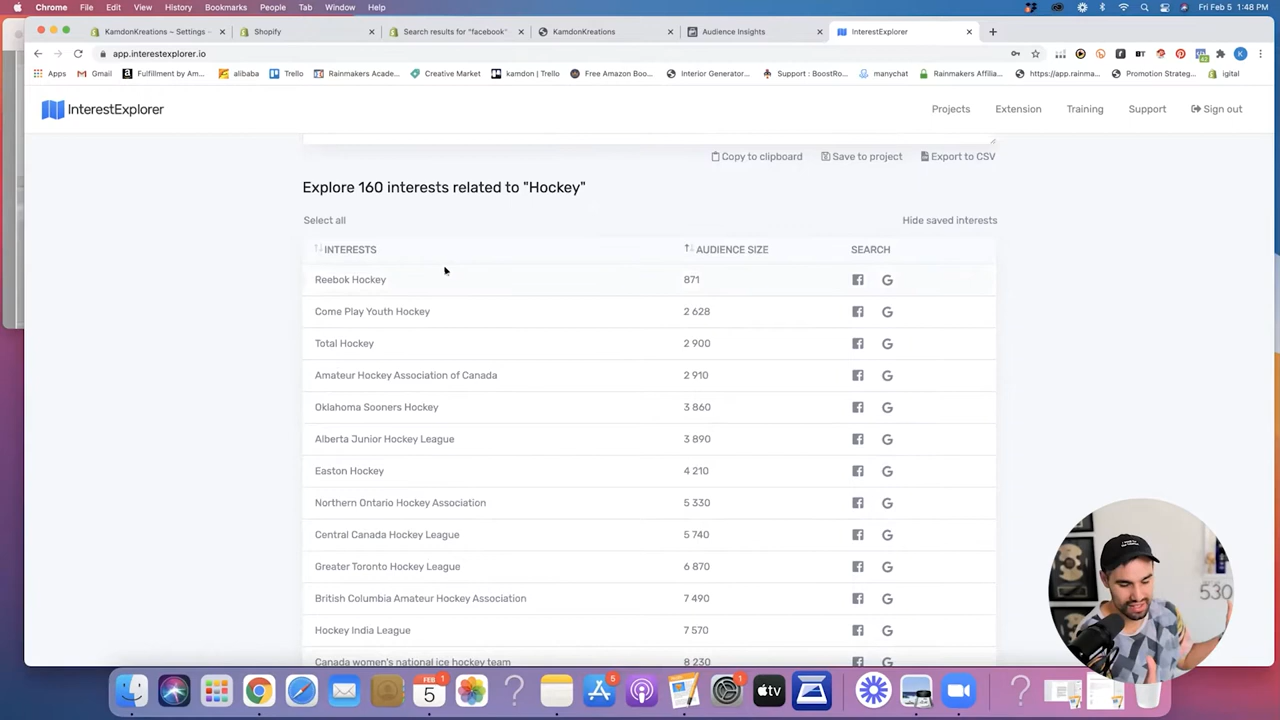 Chrome File Edit View History Bookmarks People Tab Window Help Fri Feb 5 1:48 PM
KamdonKreations ~ Settings - Shopify Search results for "facebook" KamdonKreations Audience Insights InterestExplorer
app.interestexplorer.io
Apps Gmail Fulfillment by Am... alibaba Trello Rainmakers Acade... Creative Market kamdon | Trello Free Amazon Boo... Interior Generator... Support : BoostRo... manychat Rainmakers Affilia... https://app.rainma... Promotion Strateg... igital
InterestExplorer Projects Extension Training Support Sign out
Copy to clipboard Save to project Export to CSV
Explore 160 interests related to "Hockey"
Select all Hide saved interests
INTERESTS AUDIENCE SIZE SEARCH
Reebok Hockey 871
Come Play Youth Hockey 2 628
Total Hockey 2 900
Amateur Hockey Association of Canada 2 910
Oklahoma Sooners Hockey 3 860
Alberta Junior Hockey League 3 890
Easton Hockey 4 210
Northern Ontario Hockey Association 5 330
Central Canada Hockey League 5 740
Greater Toronto Hockey League 6 870
British Columbia Amateur Hockey Association 7 490
Hockey India League 7 570
Canada women's national ice hockey team 8 230
530
FEB 5
tv